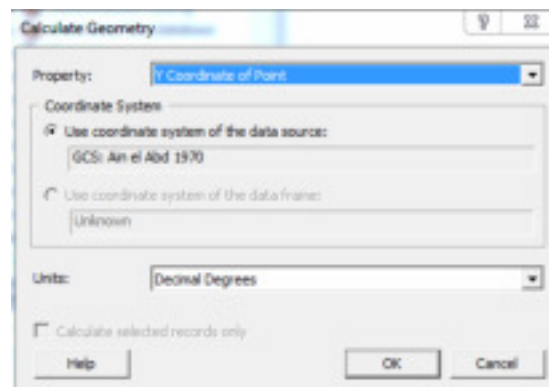 Calculate Geometry
Property: Y Coordinate of Point
Coordinate System
Use coordinate system of the data source:
GCS: Ain el Abd 1970
Use coordinate system of the data frame:
Unknown
Units: Decimal Degrees
Calculate selected records only
Help OK Cancel